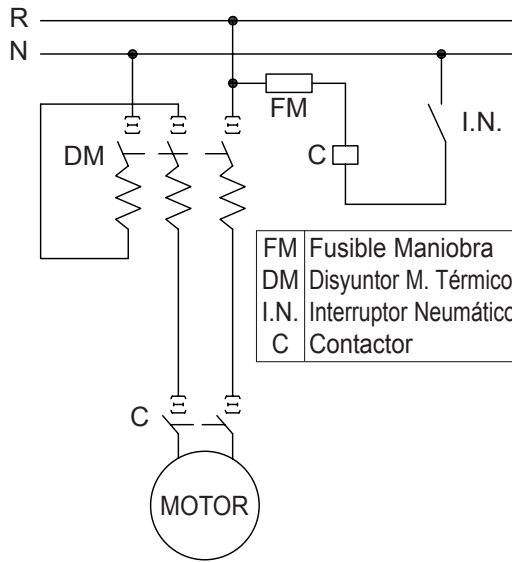 R
N
FM
I.N.
DM
C
FM Fusible Maniobra
DM Disyuntor M. Térmico
I.N. Interruptor Neumático
C Contactor
C
MOTOR